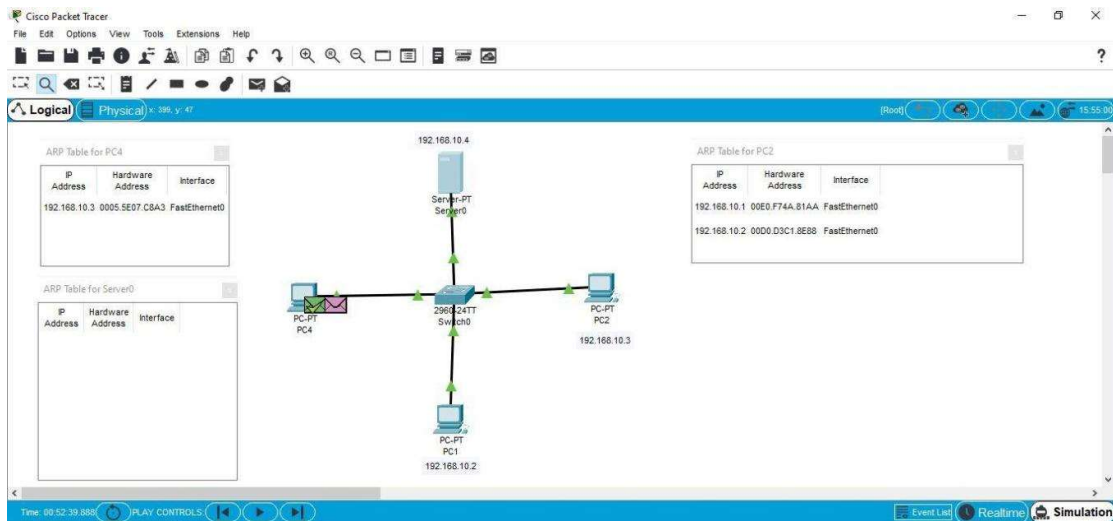 Cisco Packet Tracer
File Edit Options View Tools Extensions Help
?
Logical Physical x: 399, y: 47 [Root] 15:55:00
192.168.10.4
ARP Table for PC4
IP Address Hardware Address Interface
192.168.10.3 0005.5E07.C8A3 FastEthernet0
ARP Table for PC2
IP Address Hardware Address Interface
192.168.10.1 00E0.F74A.81AA FastEthernet0
192.168.10.2 00D0.D3C1.8E88 FastEthernet0
Server-PT
Server0
ARP Table for Server0
IP Address Hardware Address Interface
PC-PT
PC4
2960-24TT
Switch0
PC-PT
PC2
192.168.10.3
PC-PT
PC1
192.168.10.2
Time: 00:52:39.888 PLAY CONTROLS: Event List Realtime Simulation